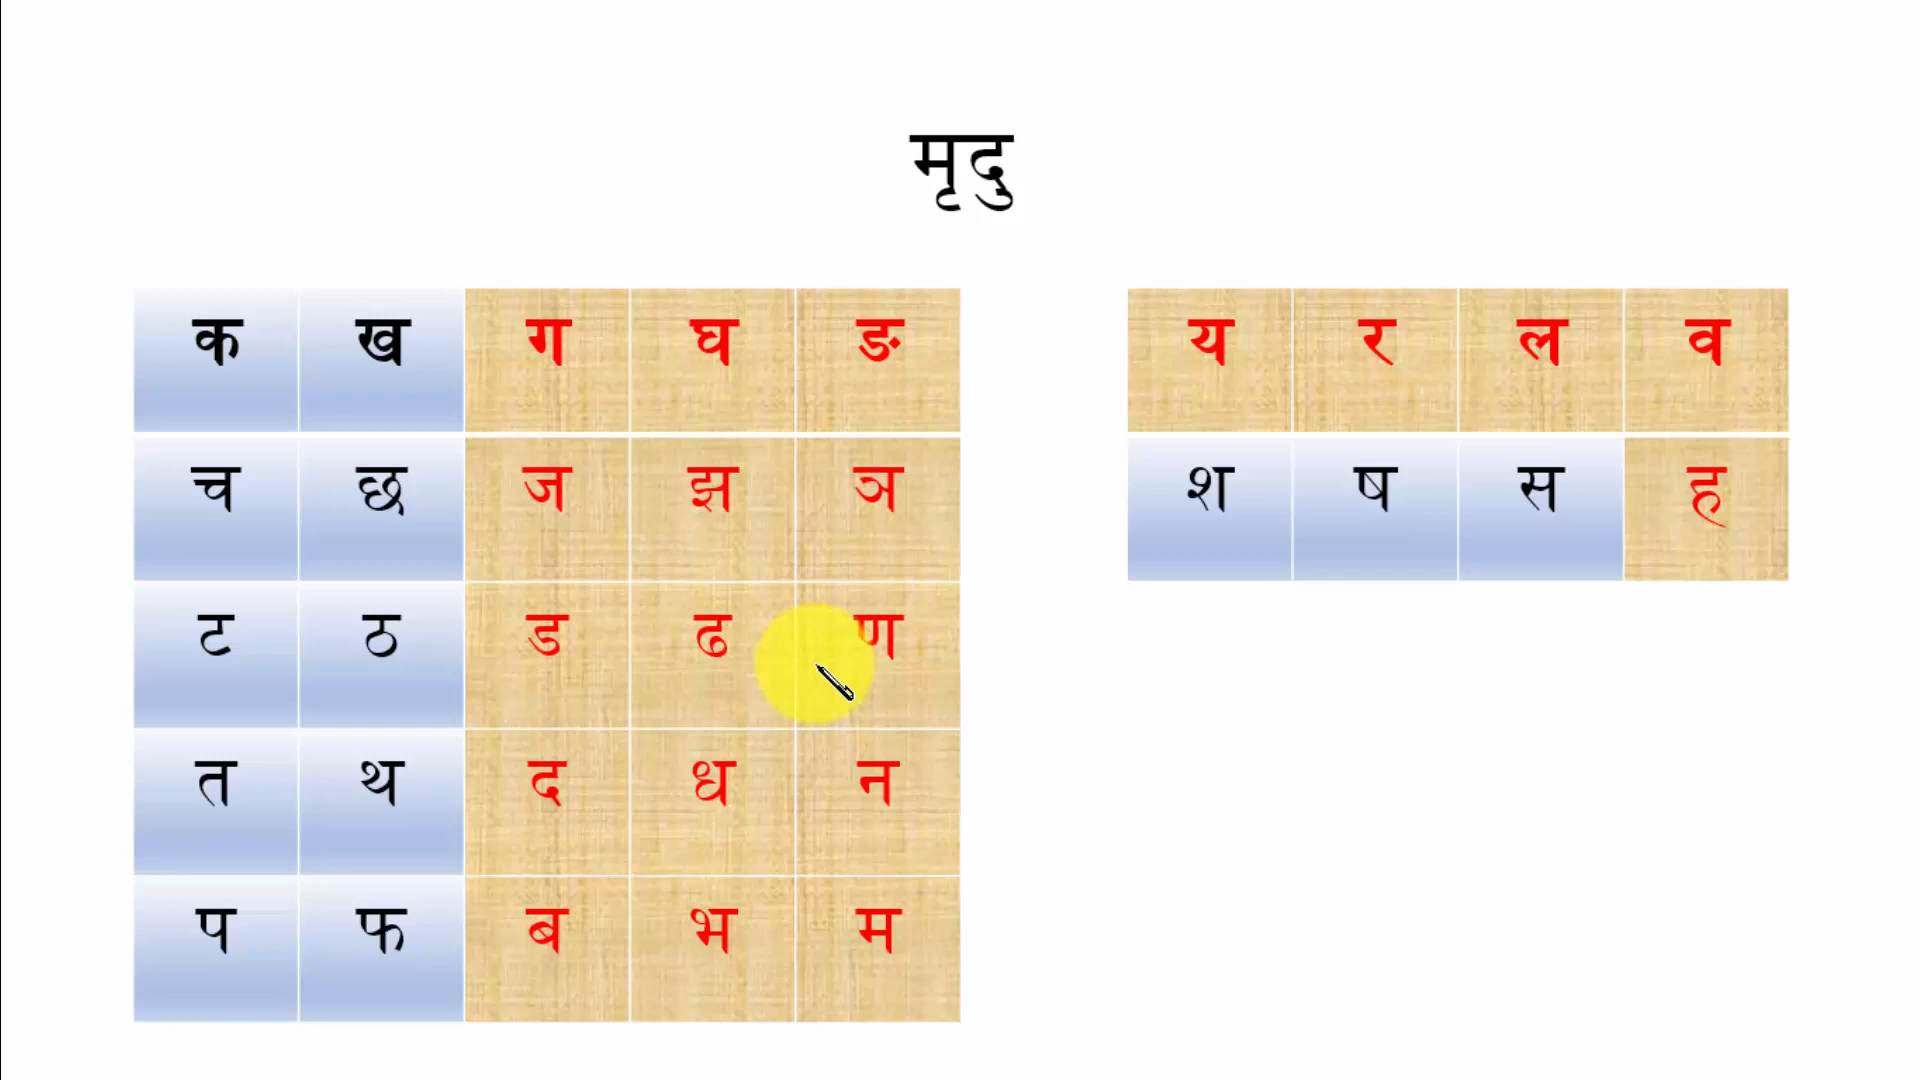 मृदु
क ख ग घ ङ
च छ ज झ ञ
ट ठ ड ढ ण
त थ द ध न
प फ ब भ म
य र ल व
श ष स ह